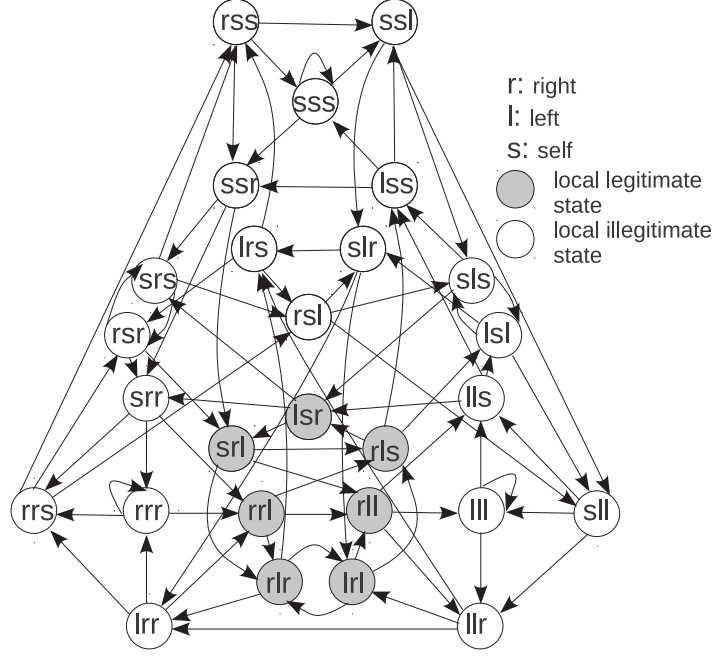 rss
ssl
sss
r: right
l: left
s: self
local legitimate
state
local illegitimate
state
ssr
lss
lrs
slr
srs
sls
rsl
rsr
lsl
srr
lls
lsr
srl
rls
rrs
rrr
rrl
rll
lll
sll
rlr
lrl
lrr
llr